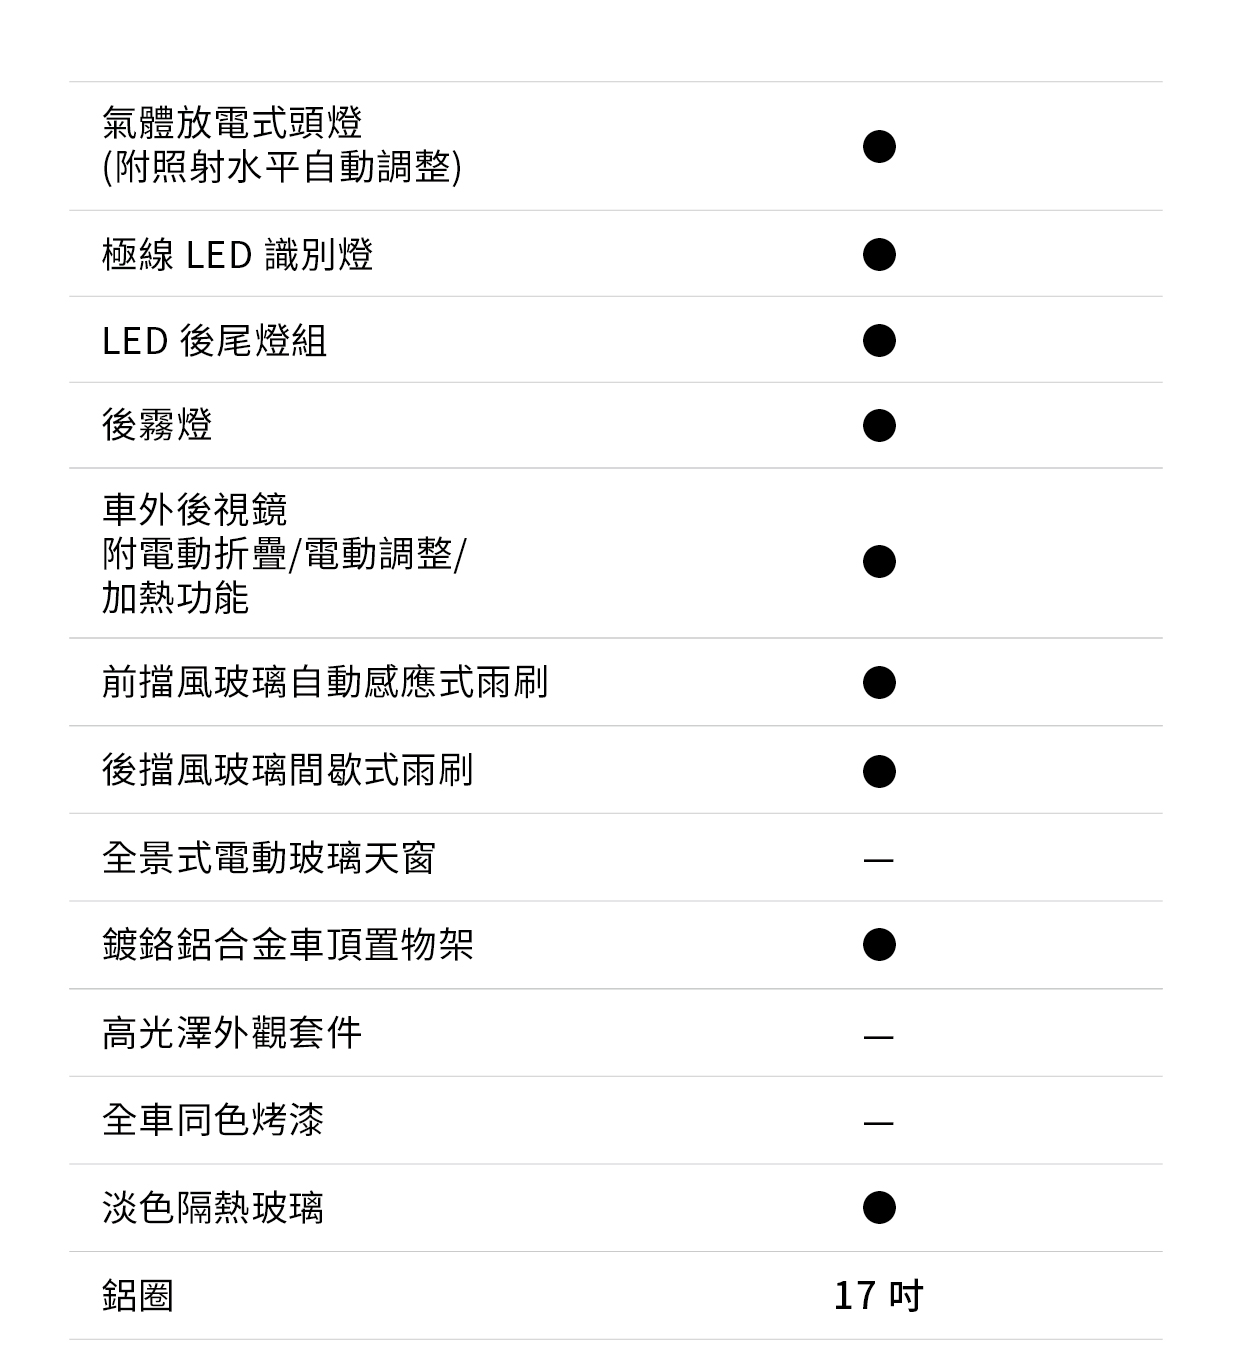 氣體放電式頭燈
(附照射水平自動調整)
●
極線 LED 識別燈 ●
LED 後尾燈組 ●
後霧燈 ●
車外後視鏡
附電動折疊/電動調整/
加熱功能
●
前擋風玻璃自動感應式雨刷 ●
後擋風玻璃間歇式雨刷 ●
全景式電動玻璃天窗 —
鍍鉻鋁合金車頂置物架 ●
高光澤外觀套件 —
全車同色烤漆 —
淡色隔熱玻璃 ●
鋁圈 17 吋